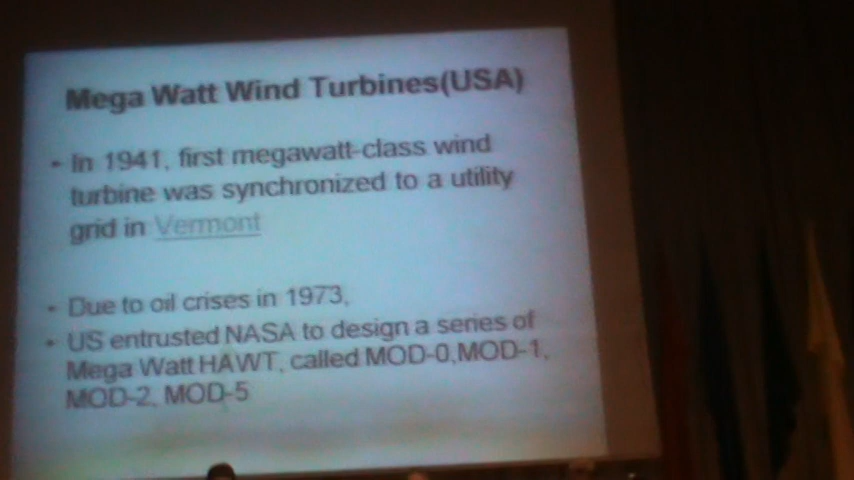 Mega Watt Wind Turbines(USA)
• In 1941, first megawatt-class wind
turbine was synchronized to a utility
grid in Vermont
• Due to oil crises in 1973,
• US entrusted NASA to design a series of
Mega Watt HAWT, called MOD-0,MOD-1,
MOD-2, MOD-5